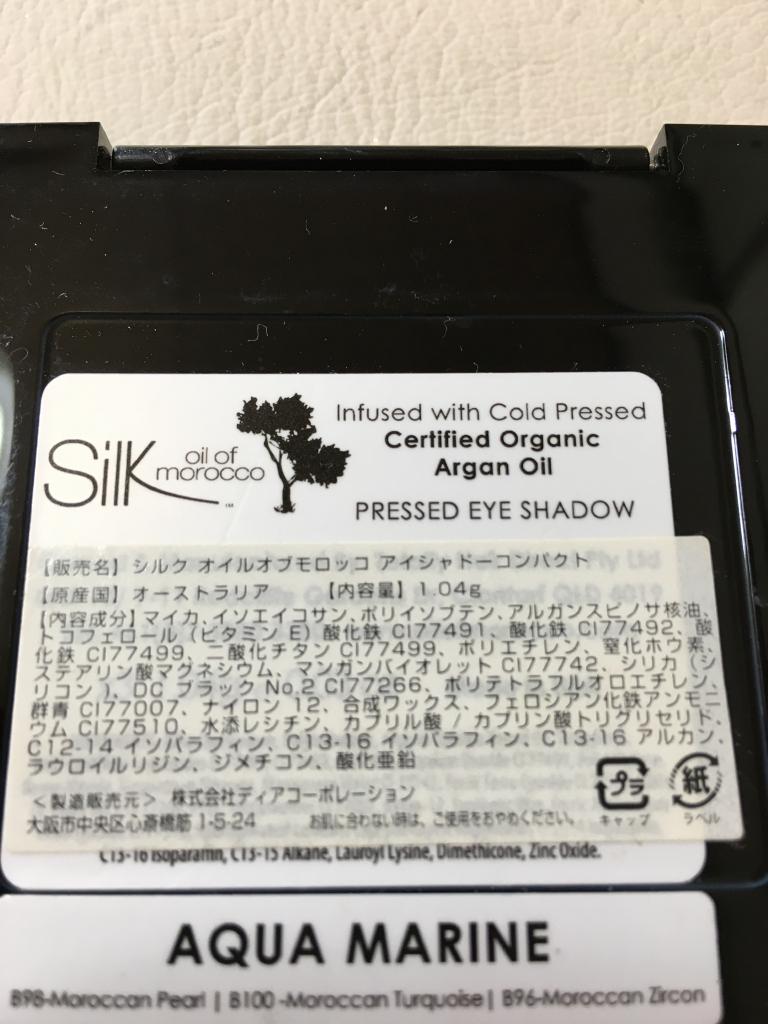 Silk oil of morocco ™
Infused with Cold Pressed
Certified Organic
Argan Oil
PRESSED EYE SHADOW
【販売名】シルク オイルオブモロッコ アイシャドーコンパクト
【原産国】オーストラリア 【内容量】1.04g
【内容成分】マイカ、イソエイコサン、ポリイソブテン、アルガンスピノサ核油、
トコフェロール（ビタミン E）酸化鉄 CI77491、酸化鉄 CI77492、酸
化鉄 CI77499、二酸化チタン CI77499、ポリエチレン、窒化ホウ素、
ステアリン酸マグネシウム、マンガンバイオレット CI77742、シリカ（シ
リコン）、DC ブラック No.2 CI77266、ポリテトラフルオロエチレン、
群青 CI77007、ナイロン 12、合成ワックス、フェロシアン化鉄アンモニ
ウム CI77510、水添レシチン、カプリル酸 / カプリン酸トリグリセリド、
C12-14 イソパラフィン、C13-16 イソパラフィン、C13-16 アルカン、
ラウロイルリジン、ジメチコン、酸化亜鉛
＜製造販売元＞ 株式会社ディアコーポレーション
大阪市中央区心斎橋筋 1-5-24 お肌に合わない時は、ご使用をおやめください。
プラ
キャップ
紙
ラベル
C13-16 Isoparaffin, C13-15 Alkane, Lauroyl Lysine, Dimethicone, Zinc Oxide.
AQUA MARINE
B98-Moroccan Pearl | B100 -Moroccan Turquoise | B96-Moroccan Zircon